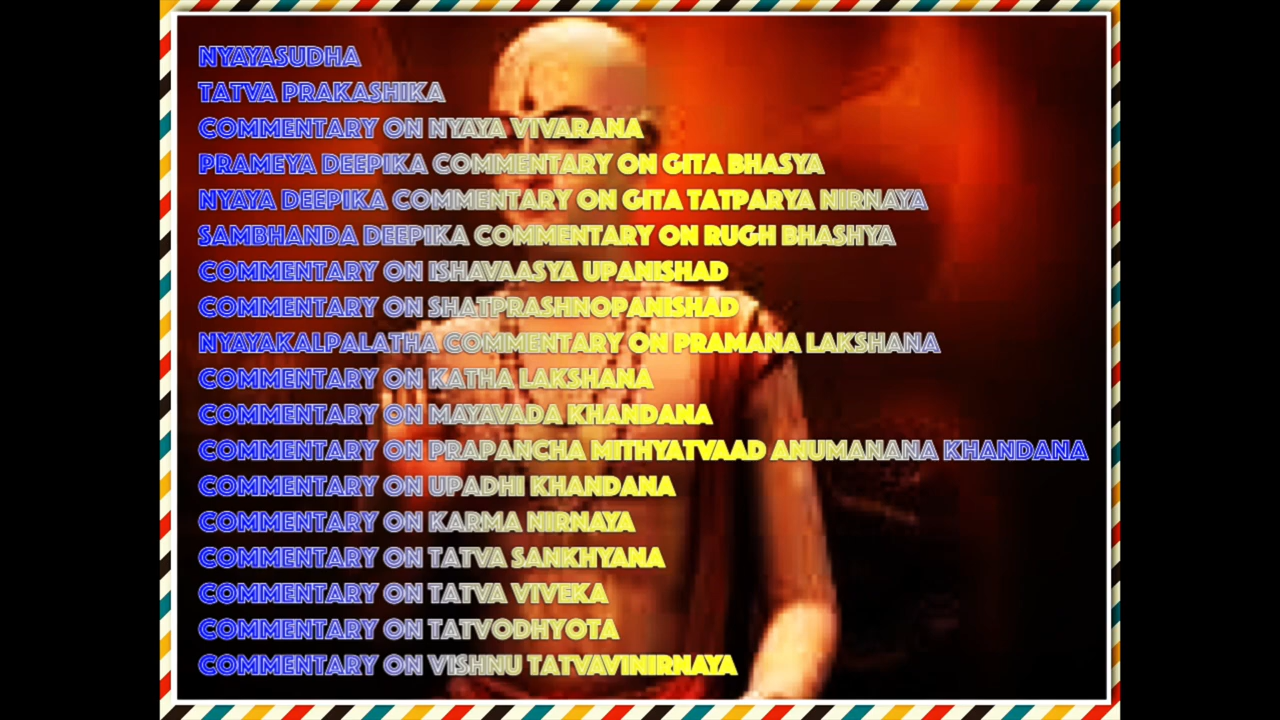 NYAYASUDHA
TATVA PRAKASHIKA
COMMENTARY ON NYAYA VIVARANA
PRAMEYA DEEPIKA COMMENTARY ON GITA BHASYA
NYAYA DEEPIKA COMMENTARY ON GITA TATPARYA NIRNAYA
SAMBHANDA DEEPIKA COMMENTARY ON RUGH BHASHYA
COMMENTARY ON ISHAVAASYA UPANISHAD
COMMENTARY ON SHATPRASHNOPANISHAD
NYAYAKALPALATHA COMMENTARY ON PRAMANA LAKSHANA
COMMENTARY ON KATHA LAKSHANA
COMMENTARY ON MAYAVADA KHANDANA
COMMENTARY ON PRAPANCHA MITHYATVAAD ANUMANANA KHANDANA
COMMENTARY ON UPADHI KHANDANA
COMMENTARY ON KARMA NIRNAYA
COMMENTARY ON TATVA SANKHYANA
COMMENTARY ON TATVA VIVEKA
COMMENTARY ON TATVODHYOTA
COMMENTARY ON VISHNU TATVAVINIRNAYA